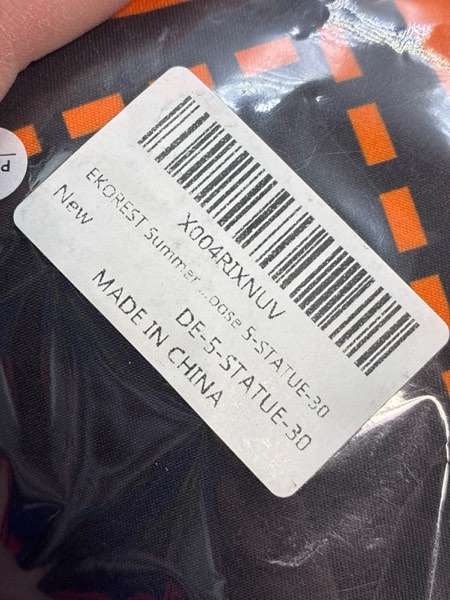 X004RIXNUV
EKOREST Summer...oose 5-STATUE-30
New
DE-5-STATUE-30
MADE IN CHINA
P